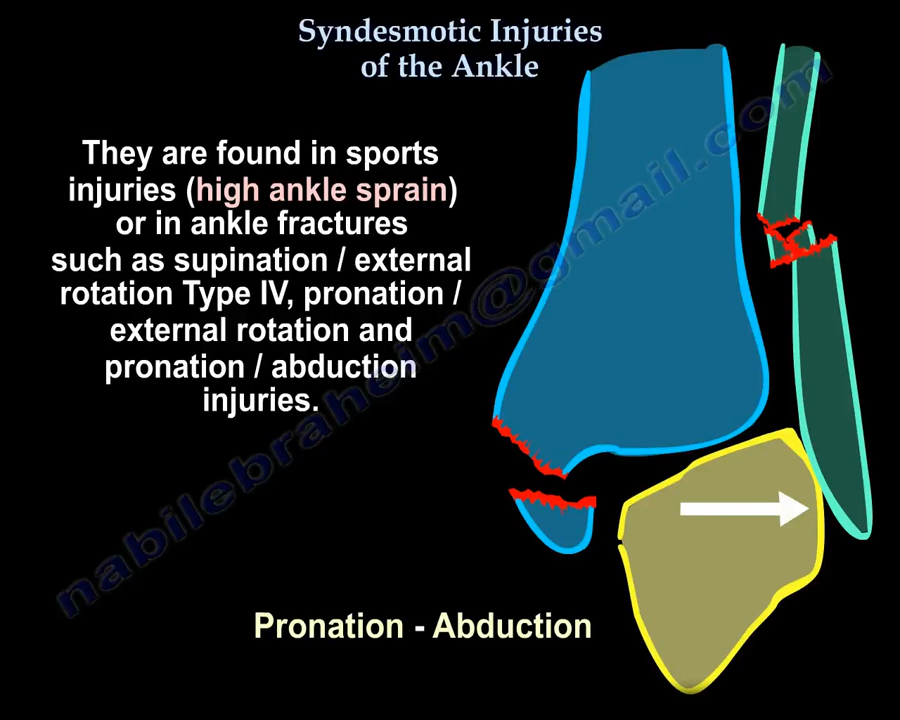 Syndesmotic Injuries
of the Ankle
They are found in sports
injuries (high ankle sprain)
or in ankle fractures
such as supination / external
rotation Type IV, pronation /
external rotation and
pronation / abduction
injuries.
nabilebraheim@gmail.com
Pronation - Abduction